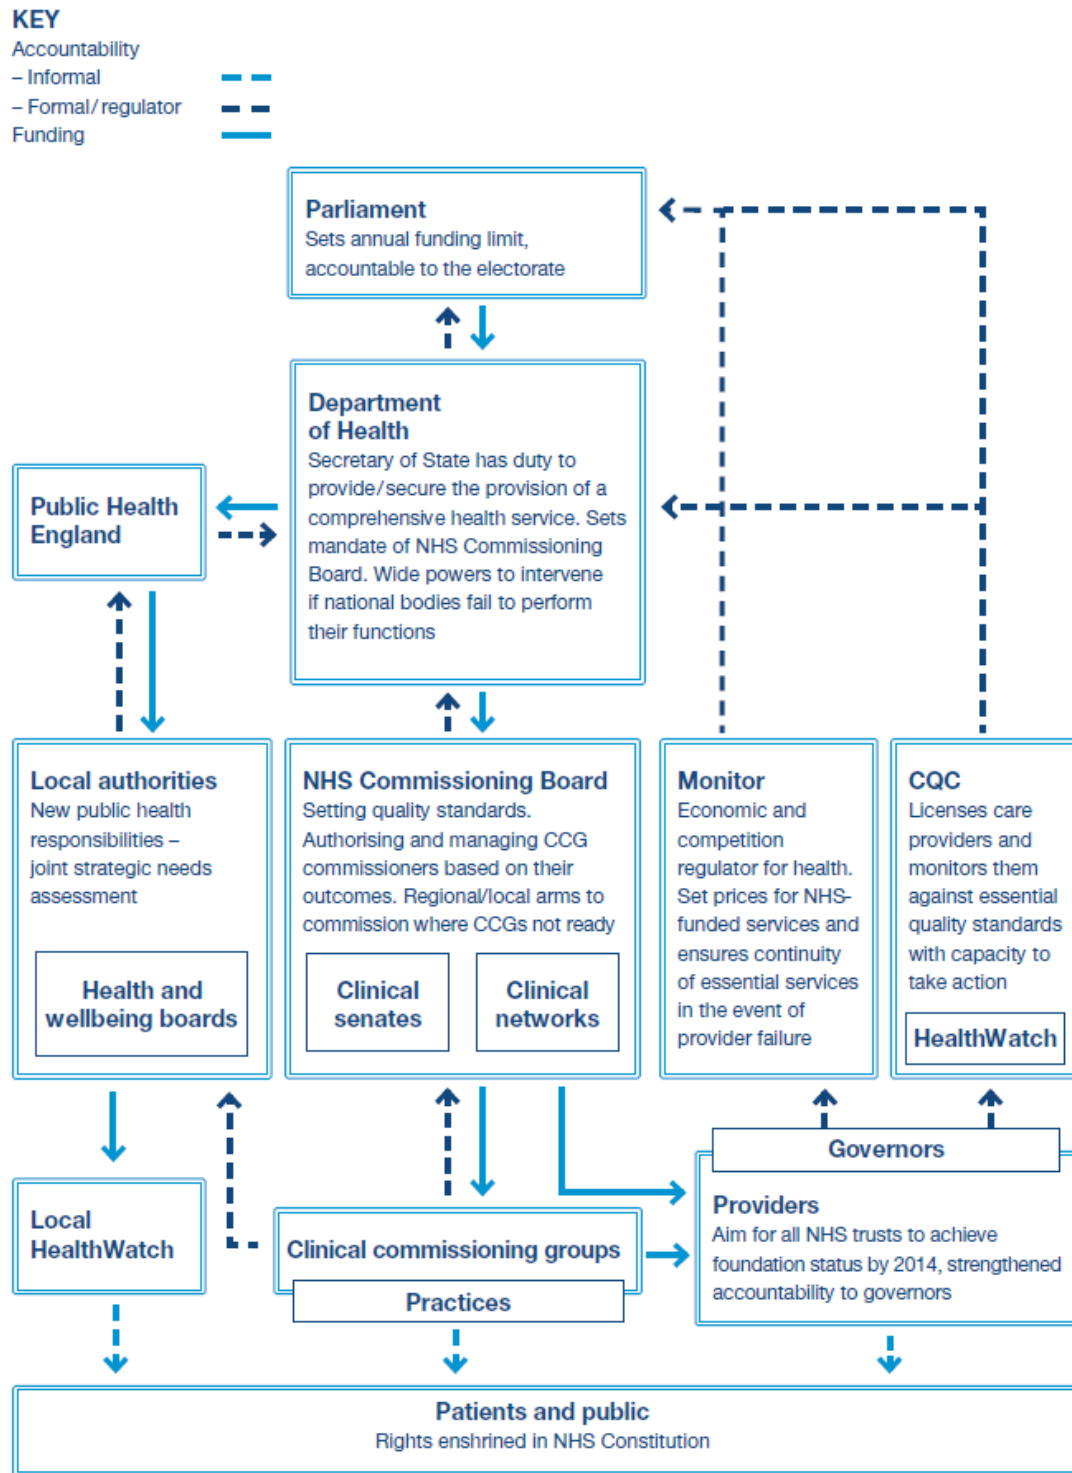 KEY
Accountability
– Informal
– Formal/regulator
Funding
Parliament
Sets annual funding limit,
accountable to the electorate
Department
of Health
Secretary of State has duty to
provide/secure the provision of a
comprehensive health service. Sets
mandate of NHS Commissioning
Board. Wide powers to intervene
if national bodies fail to perform
their functions
Public Health
England
Local authorities
New public health
responsibilities –
joint strategic needs
assessment
Health and
wellbeing boards
NHS Commissioning Board
Setting quality standards.
Authorising and managing CCG
commissioners based on their
outcomes. Regional/local arms to
commission where CCGs not ready
Clinical
senates
Clinical
networks
Monitor
Economic and
competition
regulator for health.
Set prices for NHS-
funded services and
ensures continuity
of essential services
in the event of
provider failure
CQC
Licenses care
providers and
monitors them
against essential
quality standards
with capacity to
take action
HealthWatch
Local
HealthWatch
Clinical commissioning groups
Practices
Governors
Providers
Aim for all NHS trusts to achieve
foundation status by 2014, strengthened
accountability to governors
Patients and public
Rights enshrined in NHS Constitution